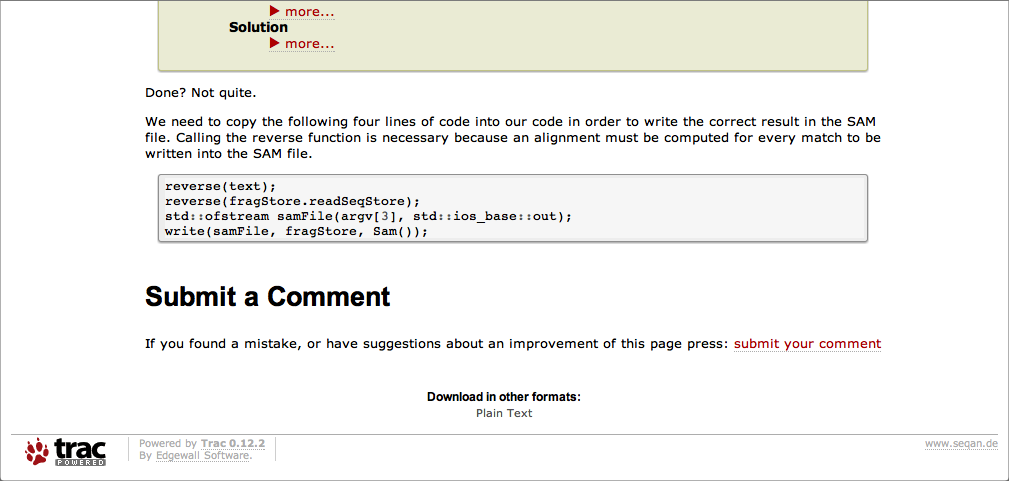 ▶ more...
Solution
▶ more...
Done? Not quite.
We need to copy the following four lines of code into our code in order to write the correct result in the SAM
file. Calling the reverse function is necessary because an alignment must be computed for every match to be
written into the SAM file.
reverse(text);
reverse(fragStore.readSeqStore);
std::ofstream samFile(argv[3], std::ios_base::out);
write(samFile, fragStore, Sam());
Submit a Comment
If you found a mistake, or have suggestions about an improvement of this page press: submit your comment
Download in other formats:
Plain Text
trac
POWERED
Powered by Trac 0.12.2
By Edgewall Software.
www.seqan.de